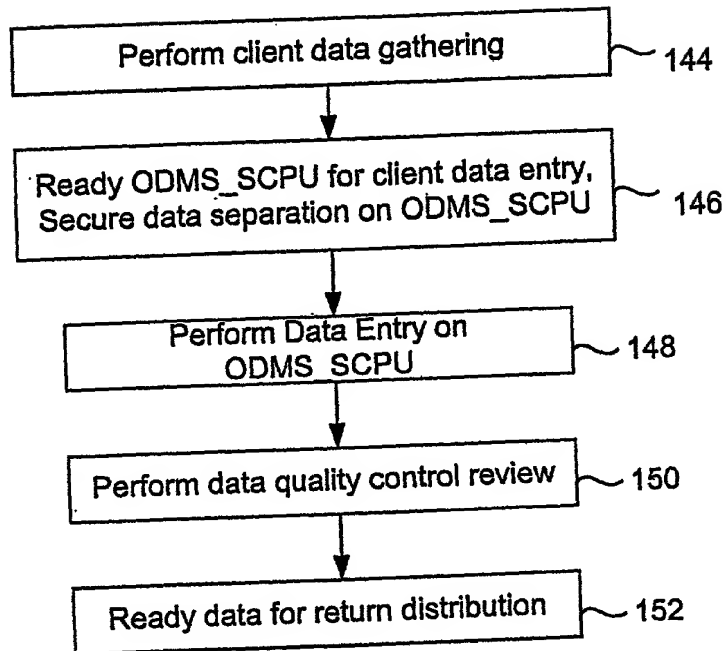 Perform client data gathering
144
Ready ODMS_SCPU for client data entry,
Secure data separation on ODMS_SCPU
146
Perform Data Entry on
ODMS_SCPU
148
Perform data quality control review
150
Ready data for return distribution
152